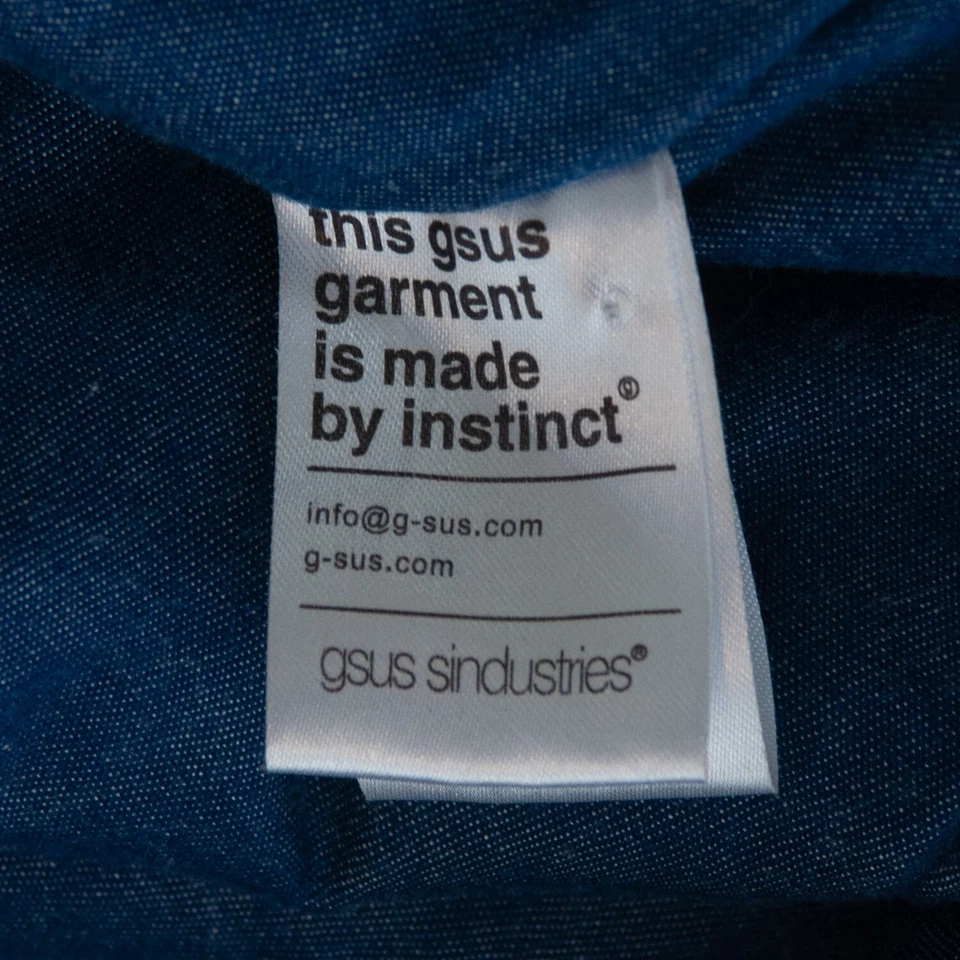 this gsus
garment
is made
by instinct®
info@g-sus.com
g-sus.com
gsus sindustries®